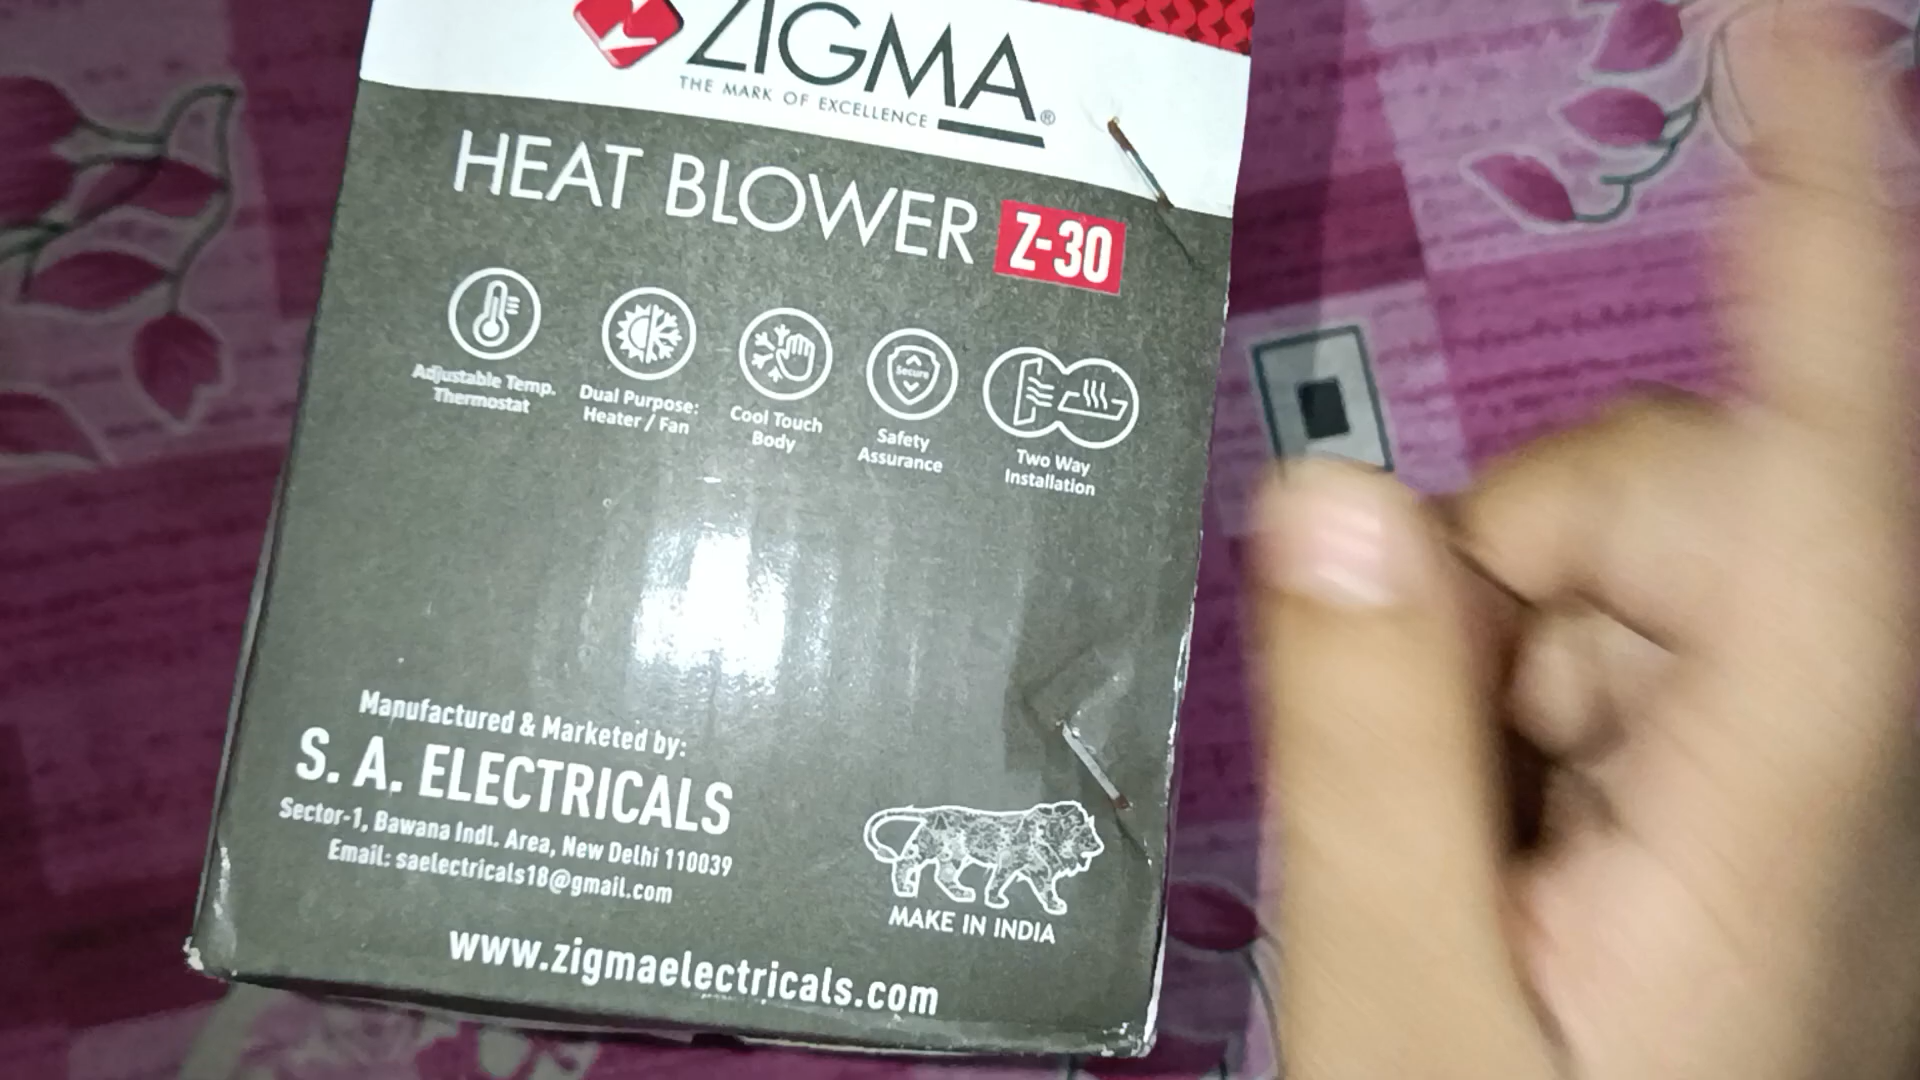 ZIGMA®
THE MARK OF EXCELLENCE
HEAT BLOWER Z-30
Adjustable Temp.
Thermostat
Dual Purpose:
Heater / Fan
Cool Touch
Body
Secure
Safety
Assurance
Two Way
Installation
Manufactured & Marketed by:
S. A. ELECTRICALS
Sector-1, Bawana Indl. Area, New Delhi 110039
Email: saelectricals18@gmail.com
MAKE IN INDIA
www.zigmaelectricals.com